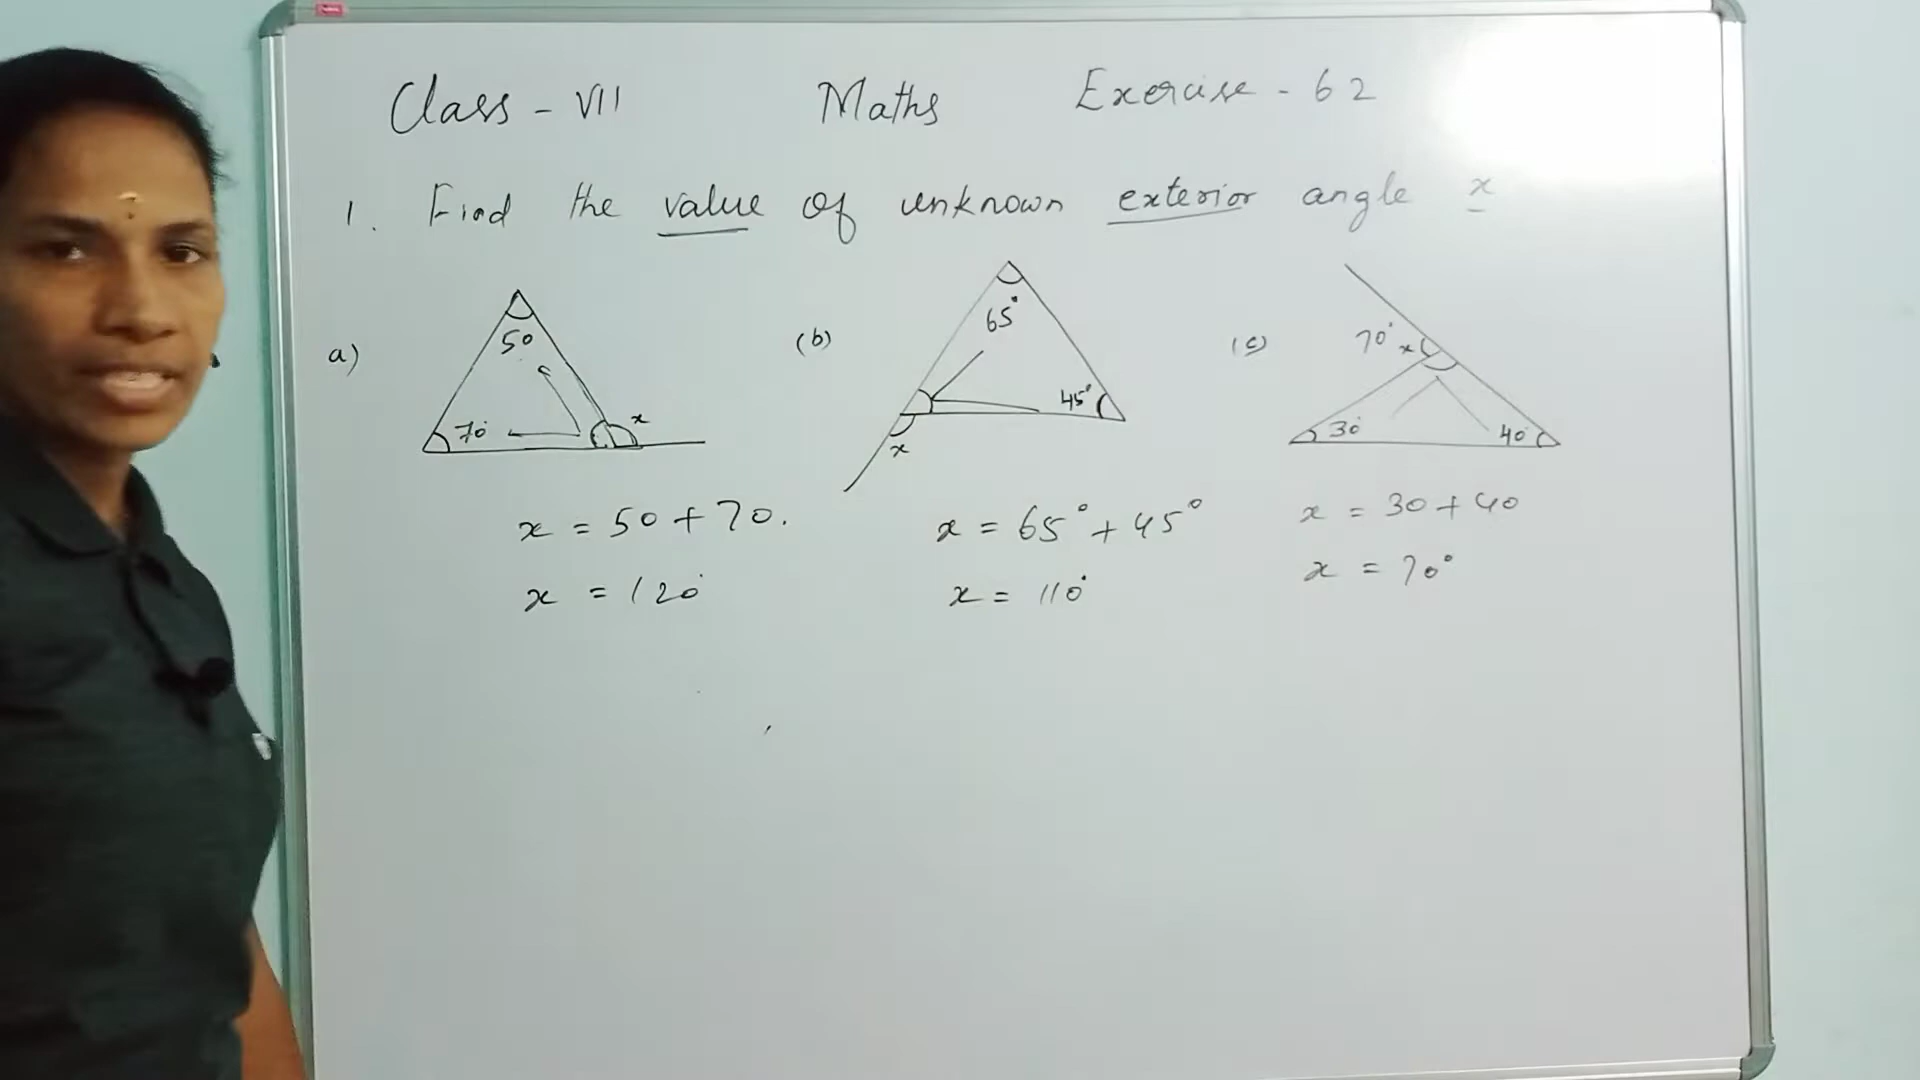 Class - VII Maths Exercise - 6 2
1. Find the value of unknown exterior angle x
a) 50 70° x
(b) 65° 45° x
(c) 70° x 30° 40°
x = 50 + 70.
x = 120°
x = 65° + 45°
x = 110°
x = 30 + 40
x = 70°